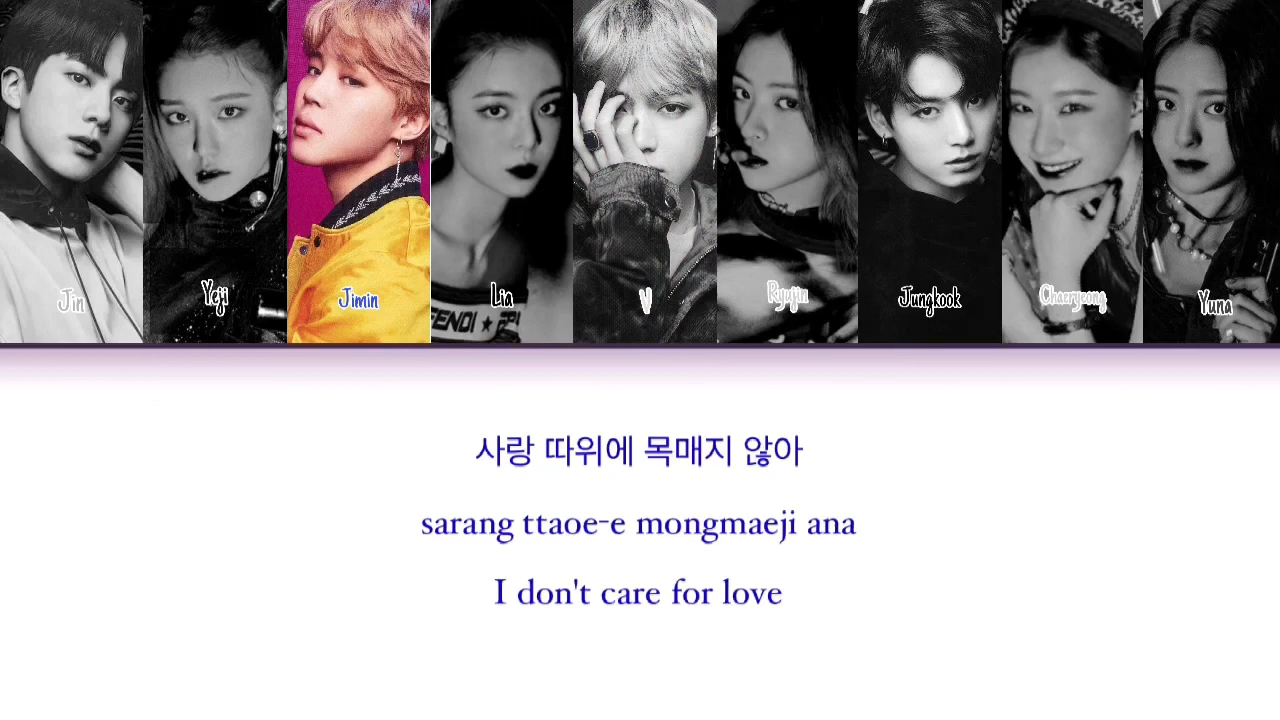 Jin Yeji Jimin Lia V Ryujin Jungkook Chaeryeong Yuna
FENDI ★
사랑 따위에 목매지 않아
sarang ttaoe-e mongmaeji ana
I don't care for love